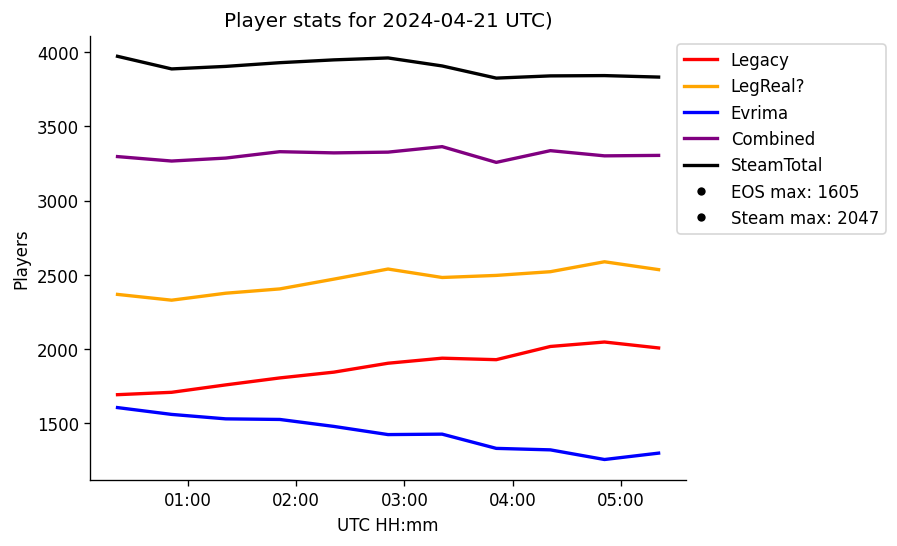 Player stats for 2024-04-21 UTC)
4000
3500
3000
2500
2000
1500
Players
01:00
02:00
03:00
04:00
05:00
UTC HH:mm
Legacy
LegReal?
Evrima
Combined
SteamTotal
EOS max: 1605
Steam max: 2047